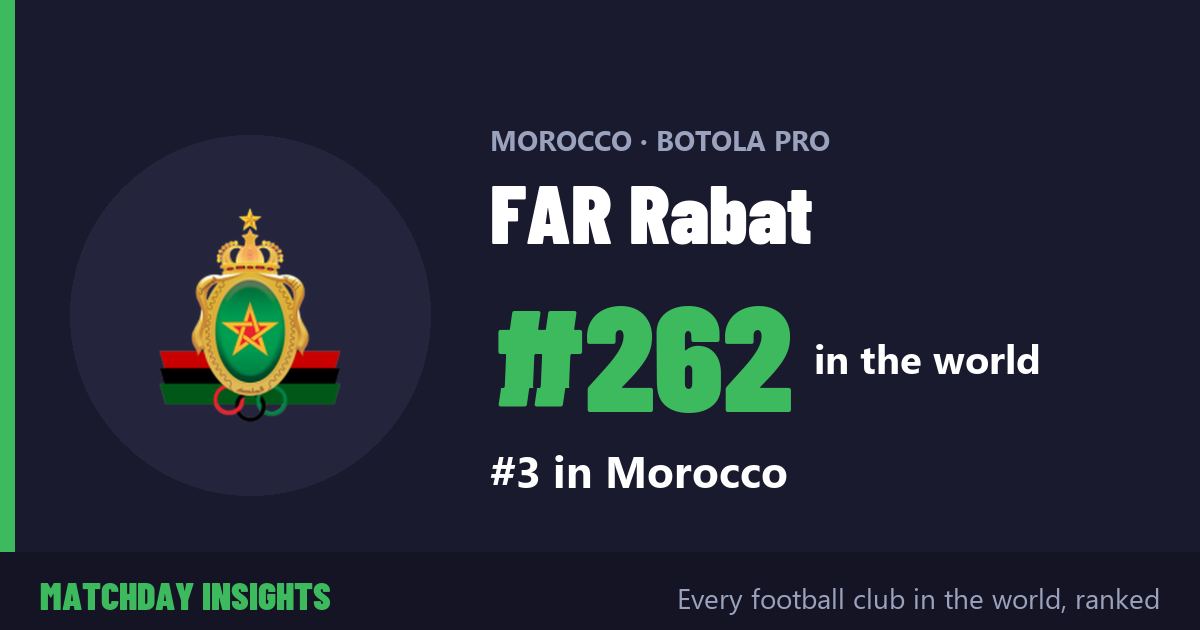 MOROCCO · BOTOLA PRO
FAR Rabat
#262 in the world
#3 in Morocco
MATCHDAY INSIGHTS
Every football club in the world, ranked